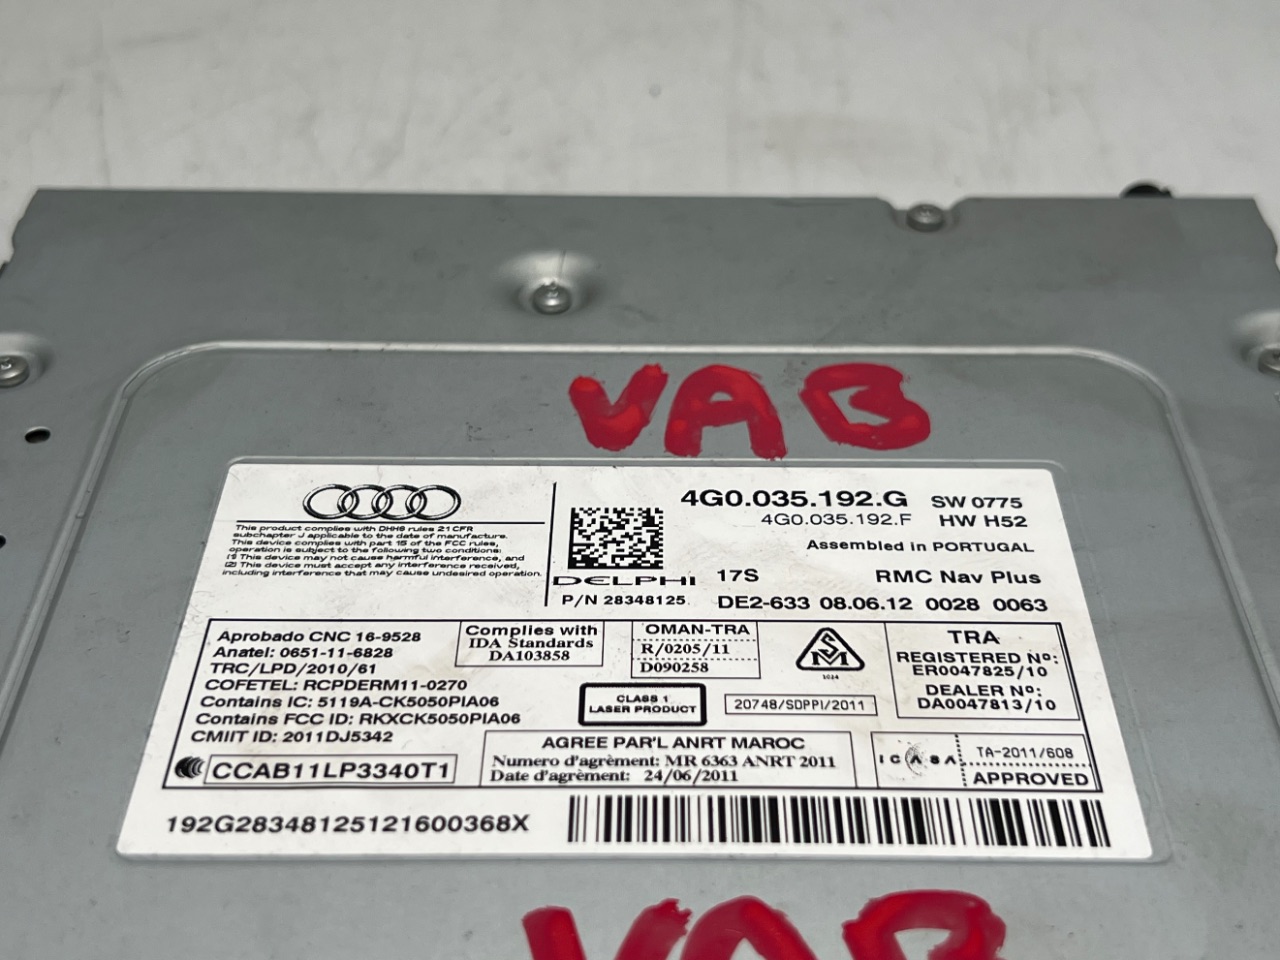 VAB
This product complies with DHHS rules 21 CFR
subchapter J applicable to the date of manufacture.
This device complies with part 15 of the FCC rules,
operation is subject to the following two conditions:
(1) This device may not cause harmful interference, and
(2) This device must accept any interference received,
including interference that may cause undesired operation.
4G0.035.192.G SW 0775
4G0.035.192.F HW H52
Assembled in PORTUGAL
DELPHI 17S RMC Nav Plus
P/N 28348125. DE2-633 08.06.12 0028 0063
Aprobado CNC 16-9528
Anatel: 0651-11-6828
TRC/LPD/2010/61
COFETEL: RCPDERM11-0270
Contains IC: 5119A-CK5050PIA06
Contains FCC ID: RKXCK5050PIA06
CMIIT ID: 2011DJ5342
CCAB11LP3340T1
Complies with
IDA Standards
DA103858
OMAN-TRA
R/0205/11
D090258
CLASS 1
LASER PRODUCT
SM
20748/SDPPI/2011
TRA
REGISTERED Nº:
ER0047825/10
DEALER Nº:
DA0047813/10
AGREE PAR'L ANRT MAROC
Numero d'agrèment: MR 6363 ANRT 2011
Date d'agrèment: 24/06/2011
ICASA
TA-2011/608
APPROVED
192G28348125121600368X
VAB